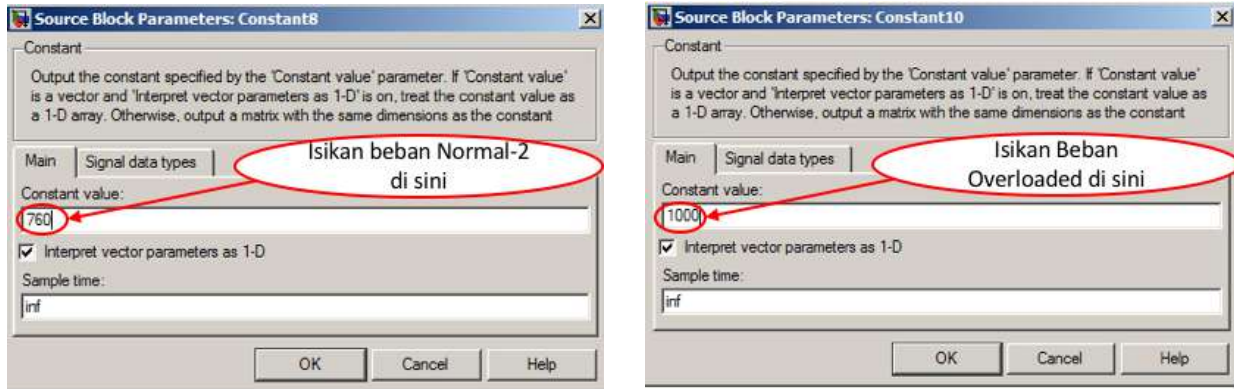 Source Block Parameters: Constant8
Constant
Output the constant specified by the 'Constant value' parameter. If 'Constant value'
is a vector and 'Interpret vector parameters as 1-D' is on, treat the constant value as
a 1-D array. Otherwise, output a matrix with the same dimensions as the constant
Main
Signal data types
Isikan beban Normal-2
di sini
Constant value:
760
Interpret vector parameters as 1-D
Sample time:
inf
OK
Cancel
Help
Source Block Parameters: Constant10
Constant
Output the constant specified by the 'Constant value' parameter. If 'Constant value'
is a vector and 'Interpret vector parameters as 1-D' is on, treat the constant value as
a 1-D array. Otherwise, output a matrix with the same dimensions as the constant
Main
Signal data types
Isikan Beban
Overloaded di sini
Constant value:
1000
Interpret vector parameters as 1-D
Sample time:
inf
OK
Cancel
Help